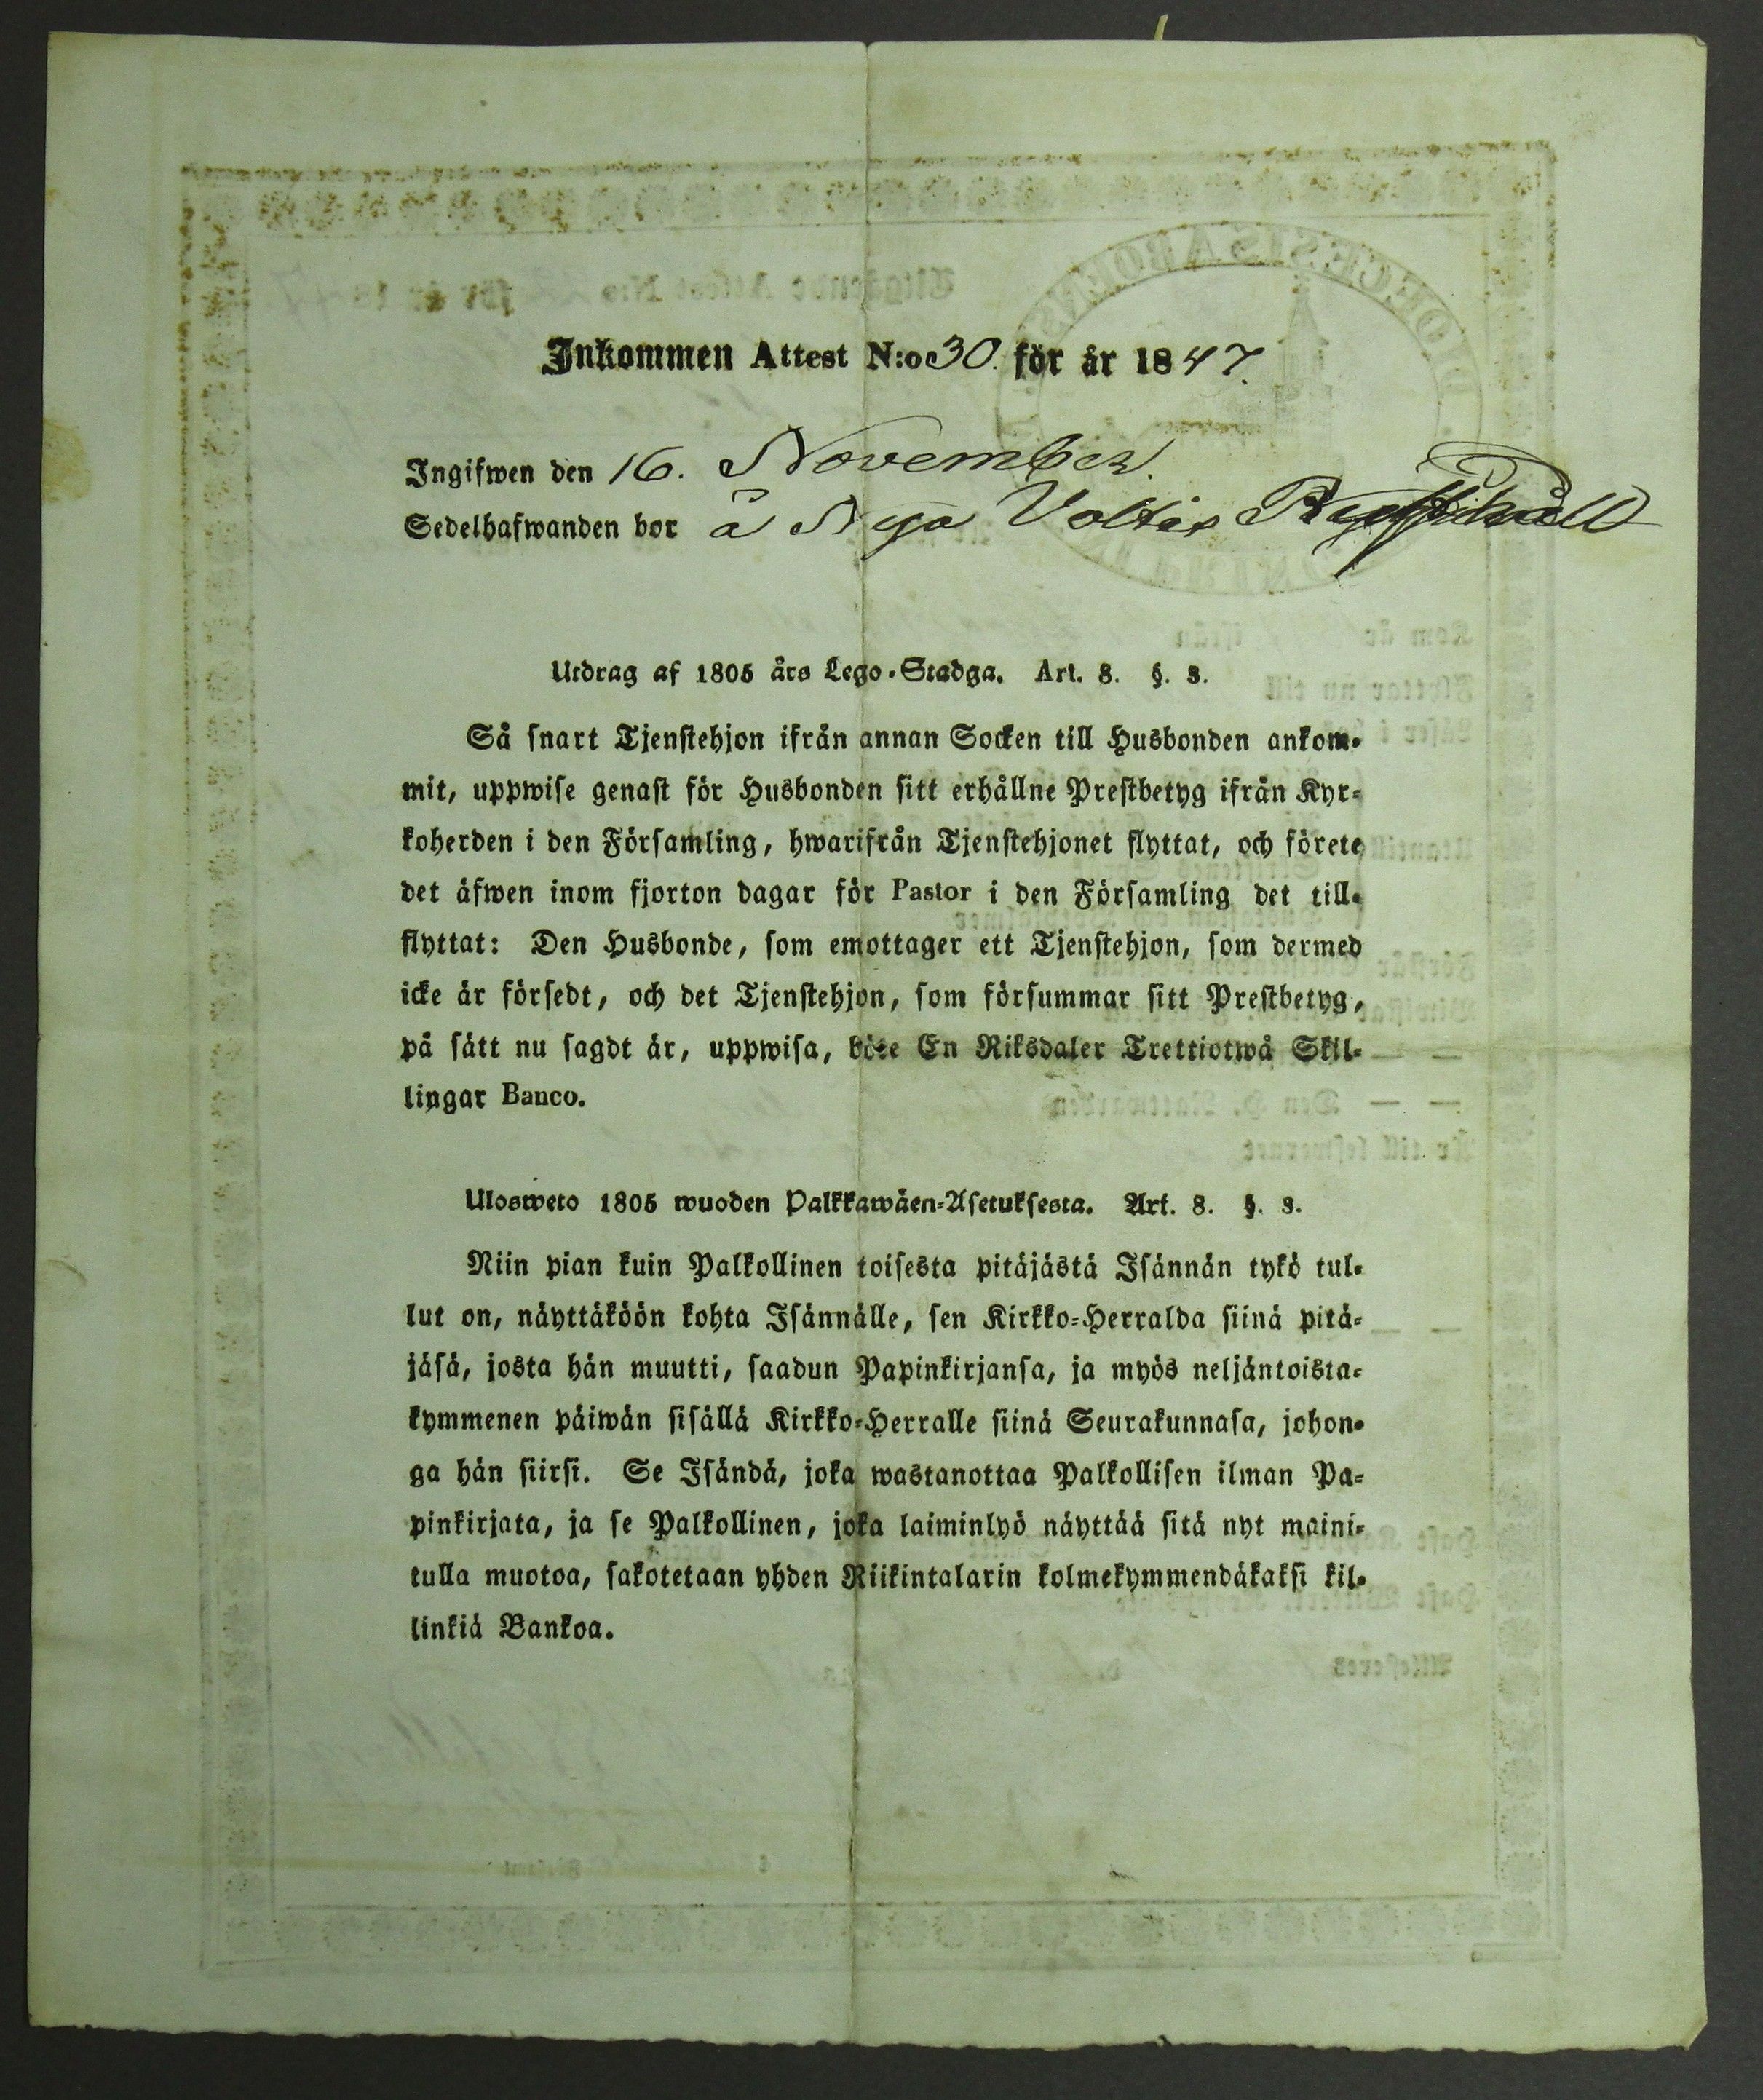 Inkommen Attest N:o 30. för år 1847.
Ingifwen den 16. November.
Sedelhafwanden bor å Nya Voltis
Utdrag af 1805 års Lego-Stadga. Art. 8. §. 3.
Så snart Tjenstehjon ifrån annan Socken till Husbonden ankom-
mit, uppwise genast för Husbonden sitt erhållne Prestbetyg ifrån Kyr-
koherden i den Församling, hwarifrån Tjenstehjonet flyttat, och förete
det äfwen inom fjorton dagar för Pastor i den Församling det till-
flyttat: Den Husbonde, som emottager ett Tjenstehjon, som dermed
icke är försedt, och det Tjenstehjon, som försummar sitt Prestbetyg,
på sätt nu sagdt är, uppwisa, böte En Riksdaler Trettiotwå Skil-
lingar Banco.
Ulosweto 1805 wuoden Palkkawäen-Asetuksesta. Art. 8. §. 3.
Niin pian kuin Palkollinen toisesta pitäjästä Isännän tykö tul-
lut on, näyttäköön kohta Isännälle, sen Kirkko-Herralda siinä pitä-
jäsä, josta hän muutti, saadun Papinkirjansa, ja myös neljäntoista-
kymmenen päiwän sisällä Kirkko-Herralle siinä Seurakunnasa, johon-
ga hän siirsi. Se Isändä, joka wastanottaa Palkollisen ilman Pa-
pinkirjata, ja se Palkollinen, joka laiminlyö näyttää sitä nyt maini-
tulla muotoa, sakotetaan yhden Riikintalarin kolmekymmendäkaksi kil-
linkiä Bankoa.